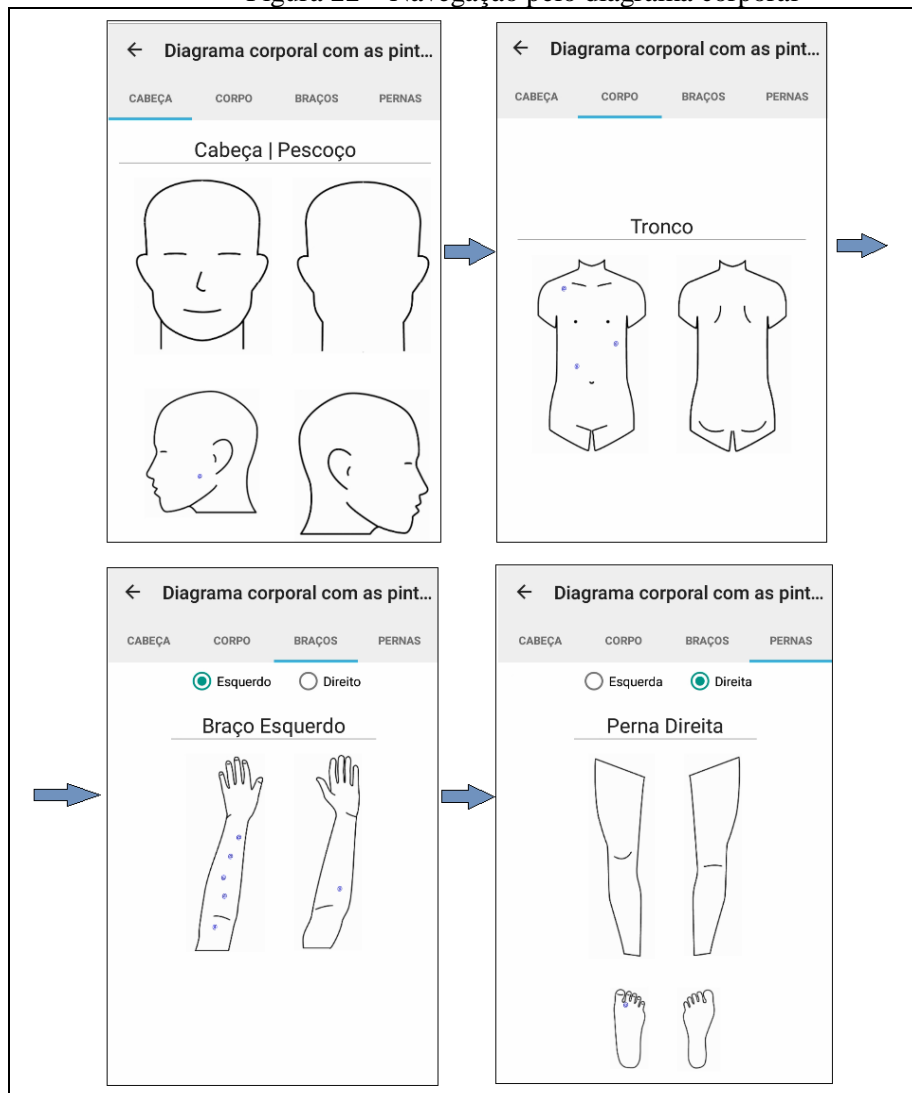 Figura 22 – Navegação pelo diagrama corporal
← Diagrama corporal com as pint...
CABEÇA CORPO BRAÇOS PERNAS
Cabeça | Pescoço
← Diagrama corporal com as pint...
CABEÇA CORPO BRAÇOS PERNAS
Tronco
← Diagrama corporal com as pint...
CABEÇA CORPO BRAÇOS PERNAS
Esquerdo Direito
Braço Esquerdo
← Diagrama corporal com as pint...
CABEÇA CORPO BRAÇOS PERNAS
Esquerda Direita
Perna Direita